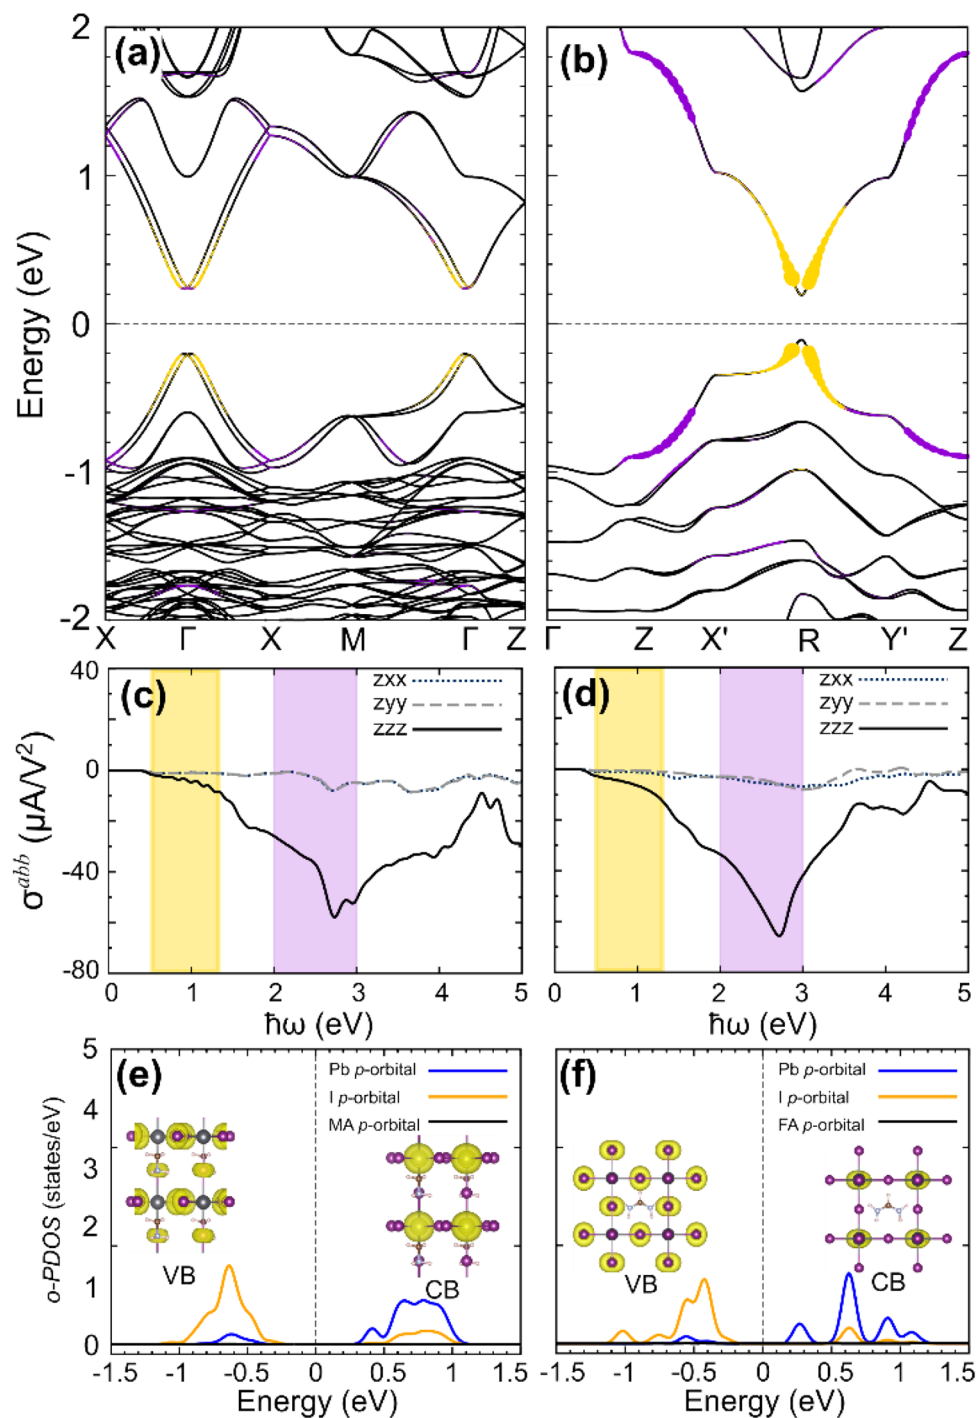 (a)
(b)
2
1
0
-1
-2
Energy (eV)
X Γ X M Γ Z
Γ Z X' R Y' Z
(c)
zxx
zyy
zzz
(d)
zxx
zyy
zzz
40
0
-40
-80
σ^abb (μA/V²)
0 1 2 3 4 5
0 1 2 3 4 5
ħω (eV)
ħω (eV)
(e)
Pb p-orbital
I p-orbital
MA p-orbital
(f)
Pb p-orbital
I p-orbital
FA p-orbital
5
4
3
2
1
0
o-PDOS (states/eV)
VB
CB
VB
CB
-1.5 -1 -0.5 0 0.5 1 1.5
-1.5 -1 -0.5 0 0.5 1 1.5
Energy (eV)
Energy (eV)